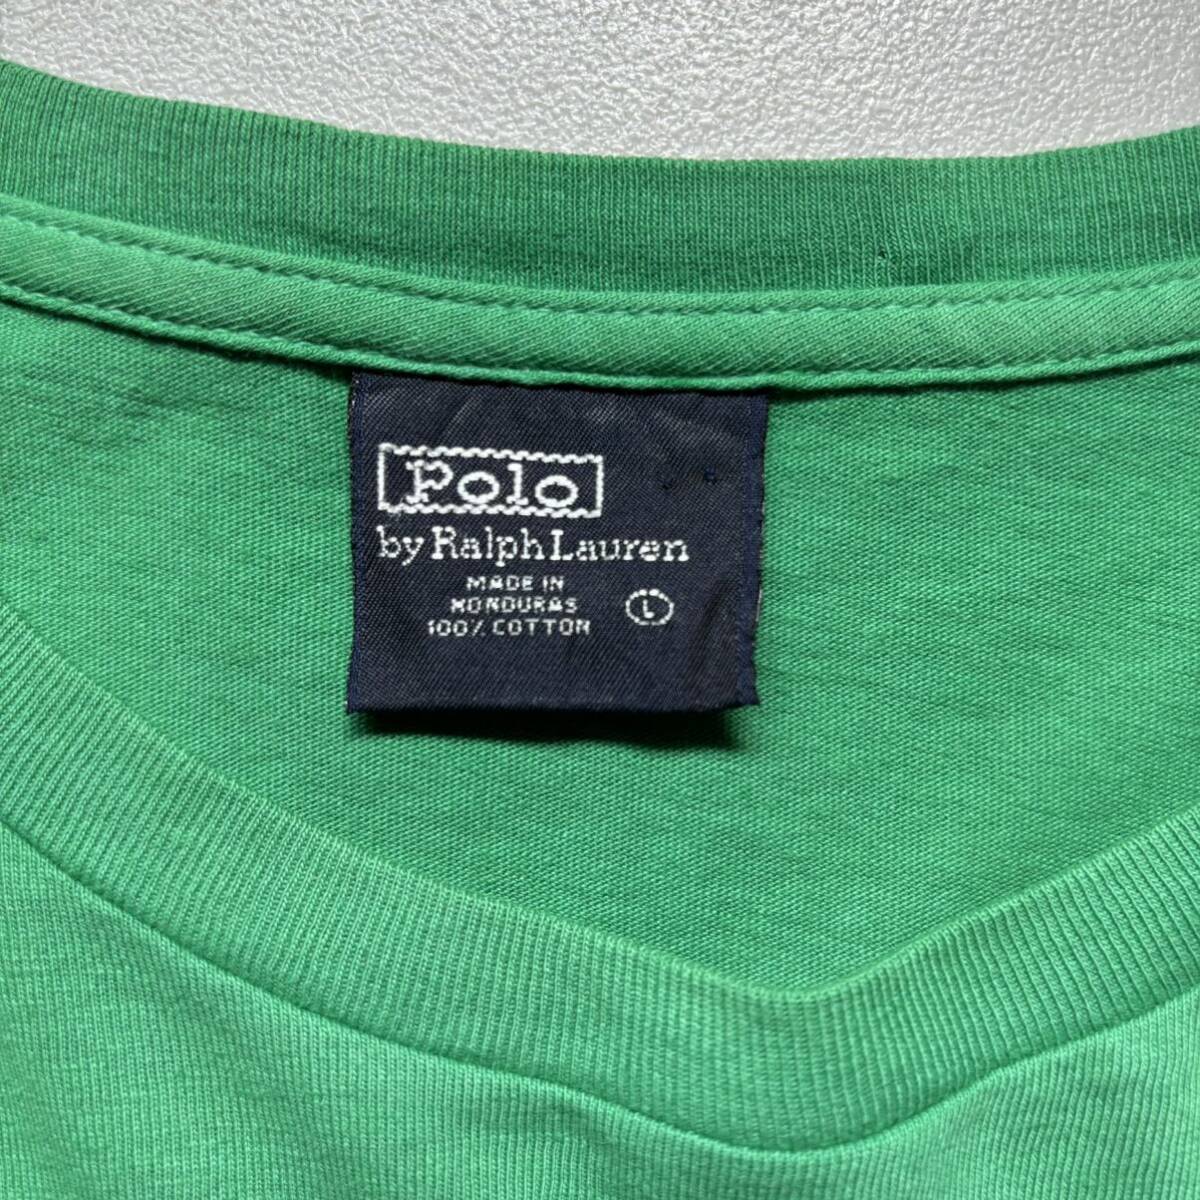 Polo
by Ralph Lauren
MADE IN
HONDURAS
100% COTTON
L